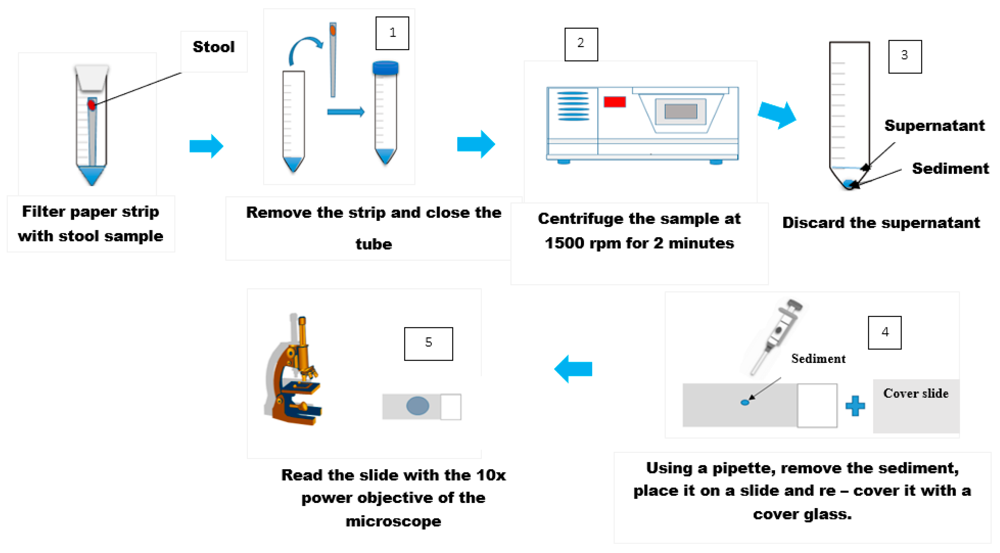 Stool
Filter paper strip
with stool sample
1
Remove the strip and close the
tube
2
Centrifuge the sample at
1500 rpm for 2 minutes
3
Supernatant
Sediment
Discard the supernatant
4
Sediment
Cover slide
Using a pipette, remove the sediment,
place it on a slide and re – cover it with a
cover glass.
5
Read the slide with the 10x
power objective of the
microscope